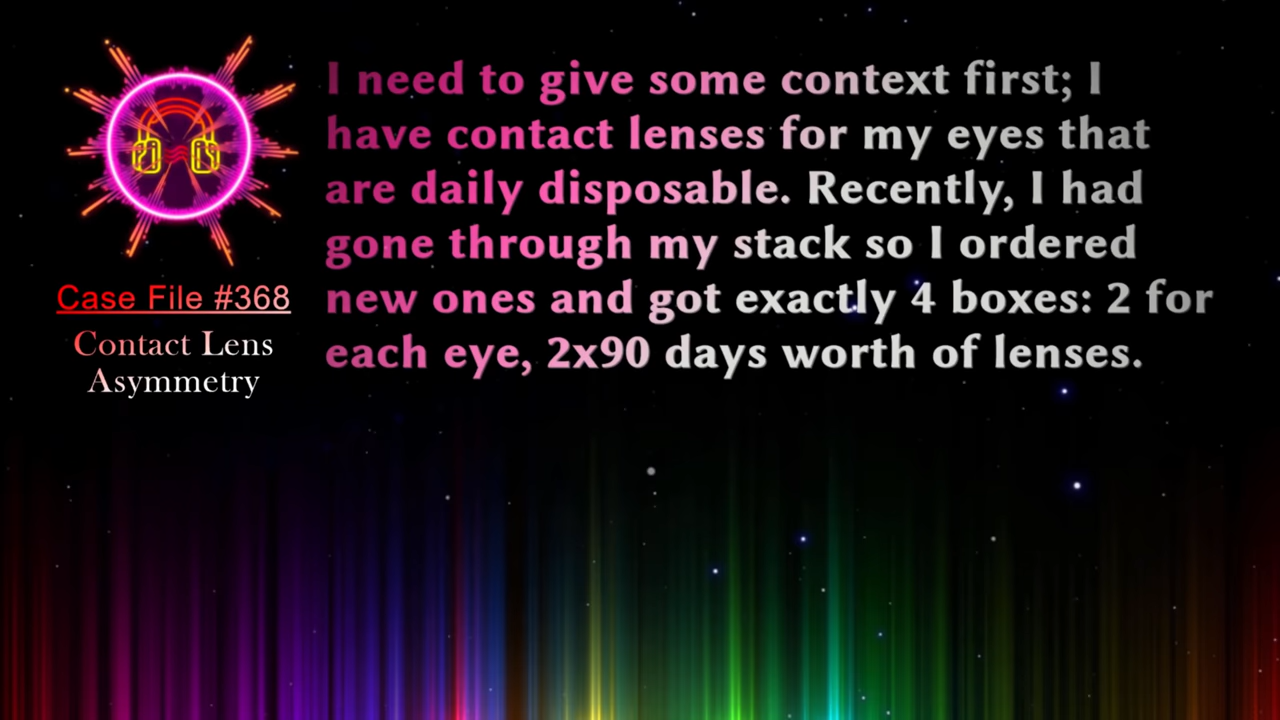 Case File #368
Contact Lens
Asymmetry
I need to give some context first; I
have contact lenses for my eyes that
are daily disposable. Recently, I had
gone through my stack so I ordered
new ones and got exactly 4 boxes: 2 for
each eye, 2x90 days worth of lenses.